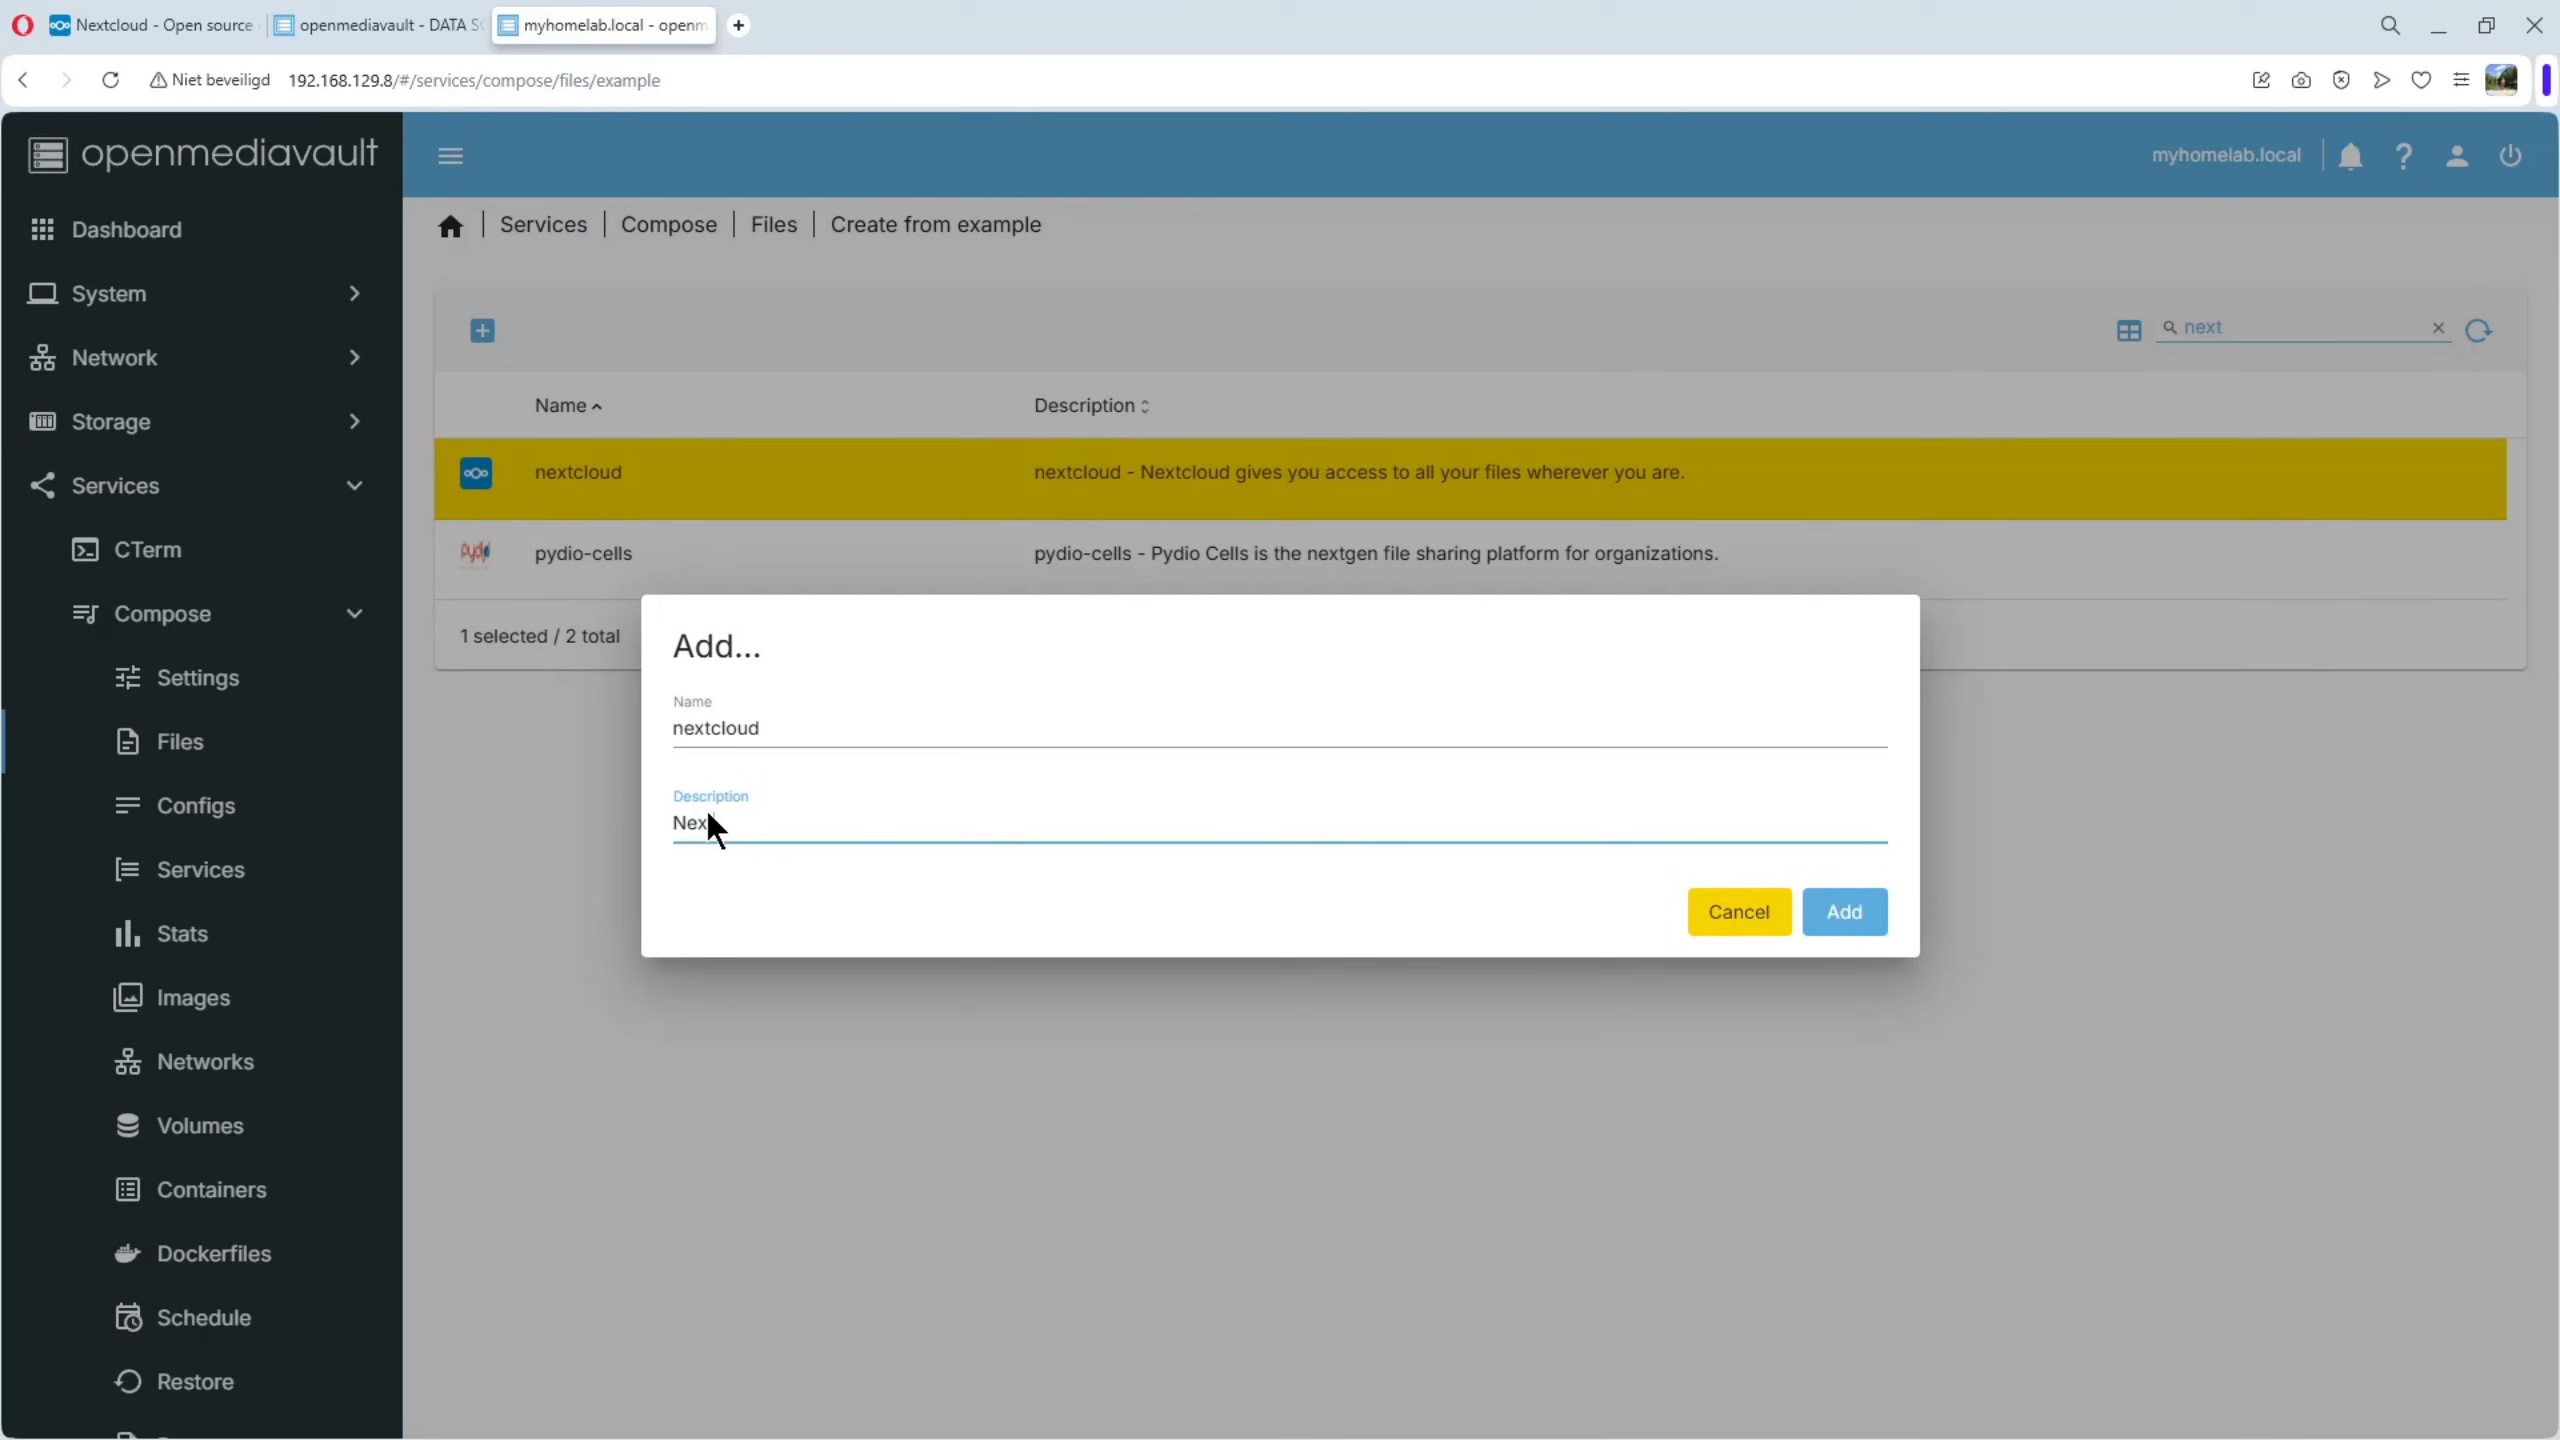 Nextcloud - Open source
openmediavault - DATA S
myhomelab.local - openm
Niet beveiligd
192.168.129.8/#/services/compose/files/example
openmediavault
myhomelab.local
Dashboard
System
Network
Storage
Services
CTerm
Compose
Settings
Files
Configs
Services
Stats
Images
Networks
Volumes
Containers
Dockerfiles
Schedule
Restore
Services | Compose | Files | Create from example
next
Name
Description
nextcloud
nextcloud - Nextcloud gives you access to all your files wherever you are.
pydio-cells
pydio-cells - Pydio Cells is the nextgen file sharing platform for organizations.
1 selected / 2 total
Add...
Name
nextcloud
Description
Nex
Cancel
Add